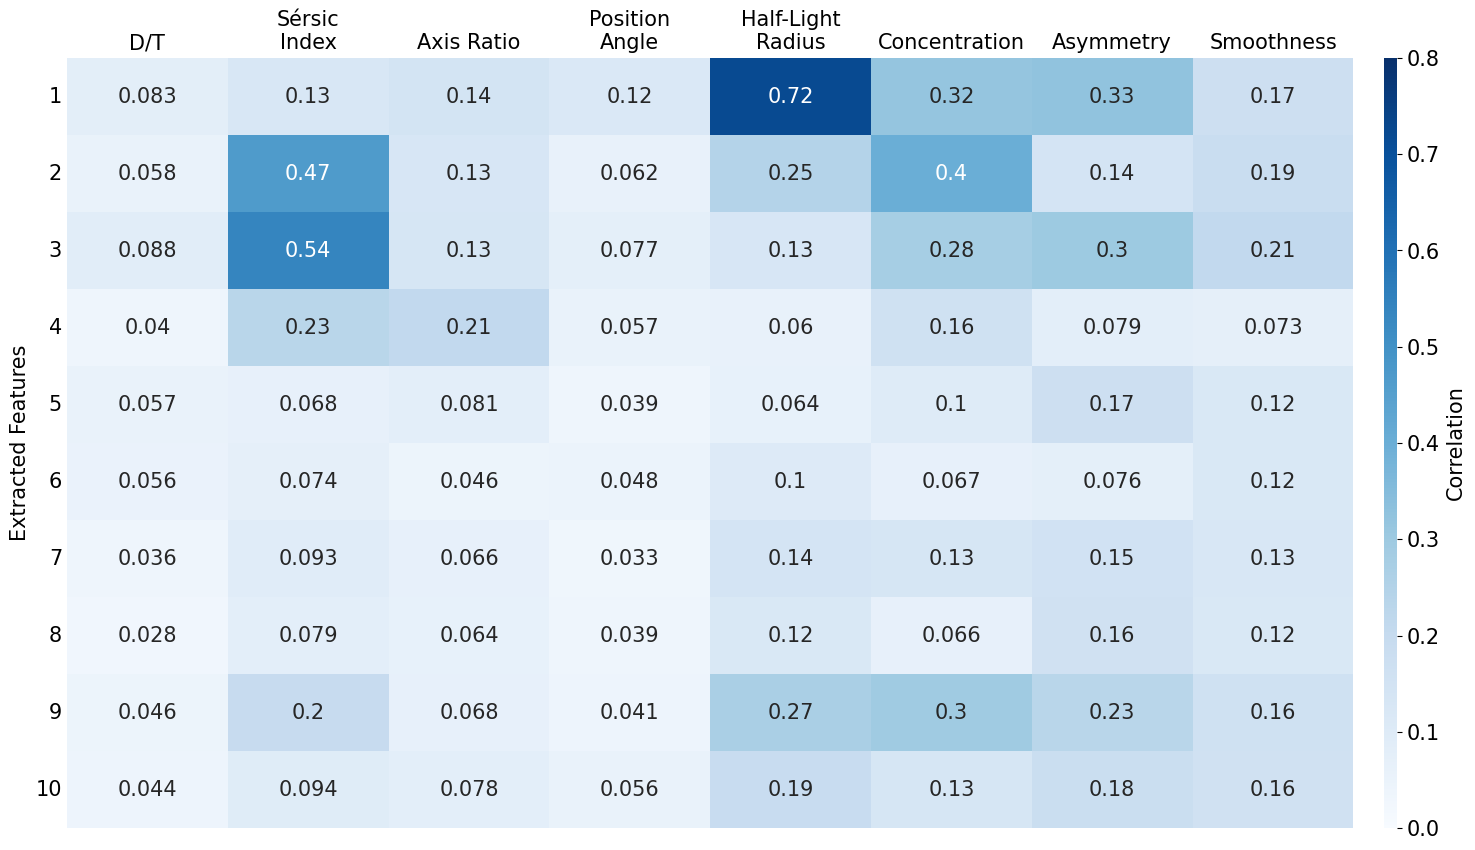 Sérsic
Position
Half-Light
D/T
Index
Axis Ratio
Angle
Radius
Concentration
Asymmetry
Smoothness
1 0.083 0.13 0.14 0.12 0.72 0.32 0.33 0.17
2 0.058 0.47 0.13 0.062 0.25 0.4 0.14 0.19
3 0.088 0.54 0.13 0.077 0.13 0.28 0.3 0.21
4 0.04 0.23 0.21 0.057 0.06 0.16 0.079 0.073
5 0.057 0.068 0.081 0.039 0.064 0.1 0.17 0.12
6 0.056 0.074 0.046 0.048 0.1 0.067 0.076 0.12
7 0.036 0.093 0.066 0.033 0.14 0.13 0.15 0.13
8 0.028 0.079 0.064 0.039 0.12 0.066 0.16 0.12
9 0.046 0.2 0.068 0.041 0.27 0.3 0.23 0.16
10 0.044 0.094 0.078 0.056 0.19 0.13 0.18 0.16
Extracted Features
0.8
0.7
0.6
0.5
0.4
0.3
0.2
0.1
0.0
Correlation